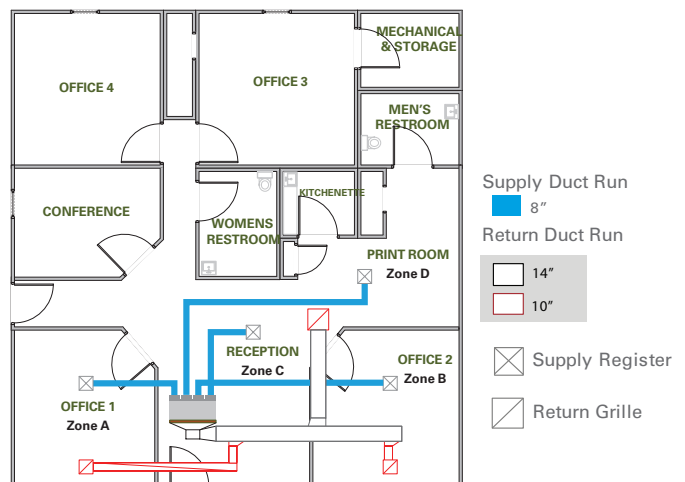 MECHANICAL
& STORAGE
OFFICE 4
OFFICE 3
MEN'S
RESTROOM
CONFERENCE
KITCHENETTE
WOMENS
RESTROOM
PRINT ROOM
Zone D
RECEPTION
Zone C
OFFICE 2
Zone B
OFFICE 1
Zone A
Supply Duct Run
8”
Return Duct Run
14”
10”
Supply Register
Return Grille